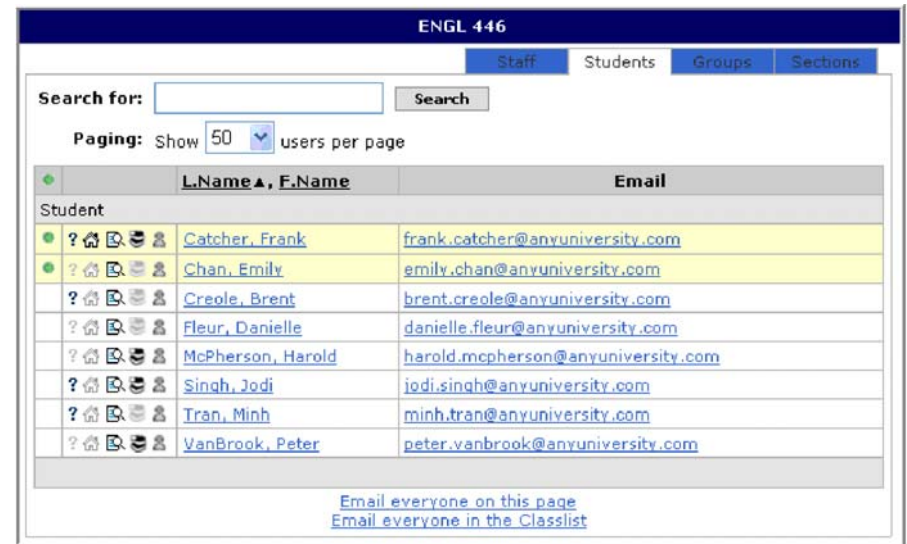 ENGL 446
Staff Students Groups Sections
Search for: Search
Paging: Show 50 users per page
L.Name▲, F.Name Email
Student
? Catcher, Frank frank.catcher@anyuniversity.com
? Chan, Emily emily.chan@anyuniversity.com
? Creole, Brent brent.creole@anyuniversity.com
? Fleur, Danielle danielle.fleur@anyuniversity.com
? McPherson, Harold harold.mcpherson@anyuniversity.com
? Singh, Jodi jodi.singh@anyuniversity.com
? Tran, Minh minh.tran@anyuniversity.com
? VanBrook, Peter peter.vanbrook@anyuniversity.com
Email everyone on this page
Email everyone in the Classlist